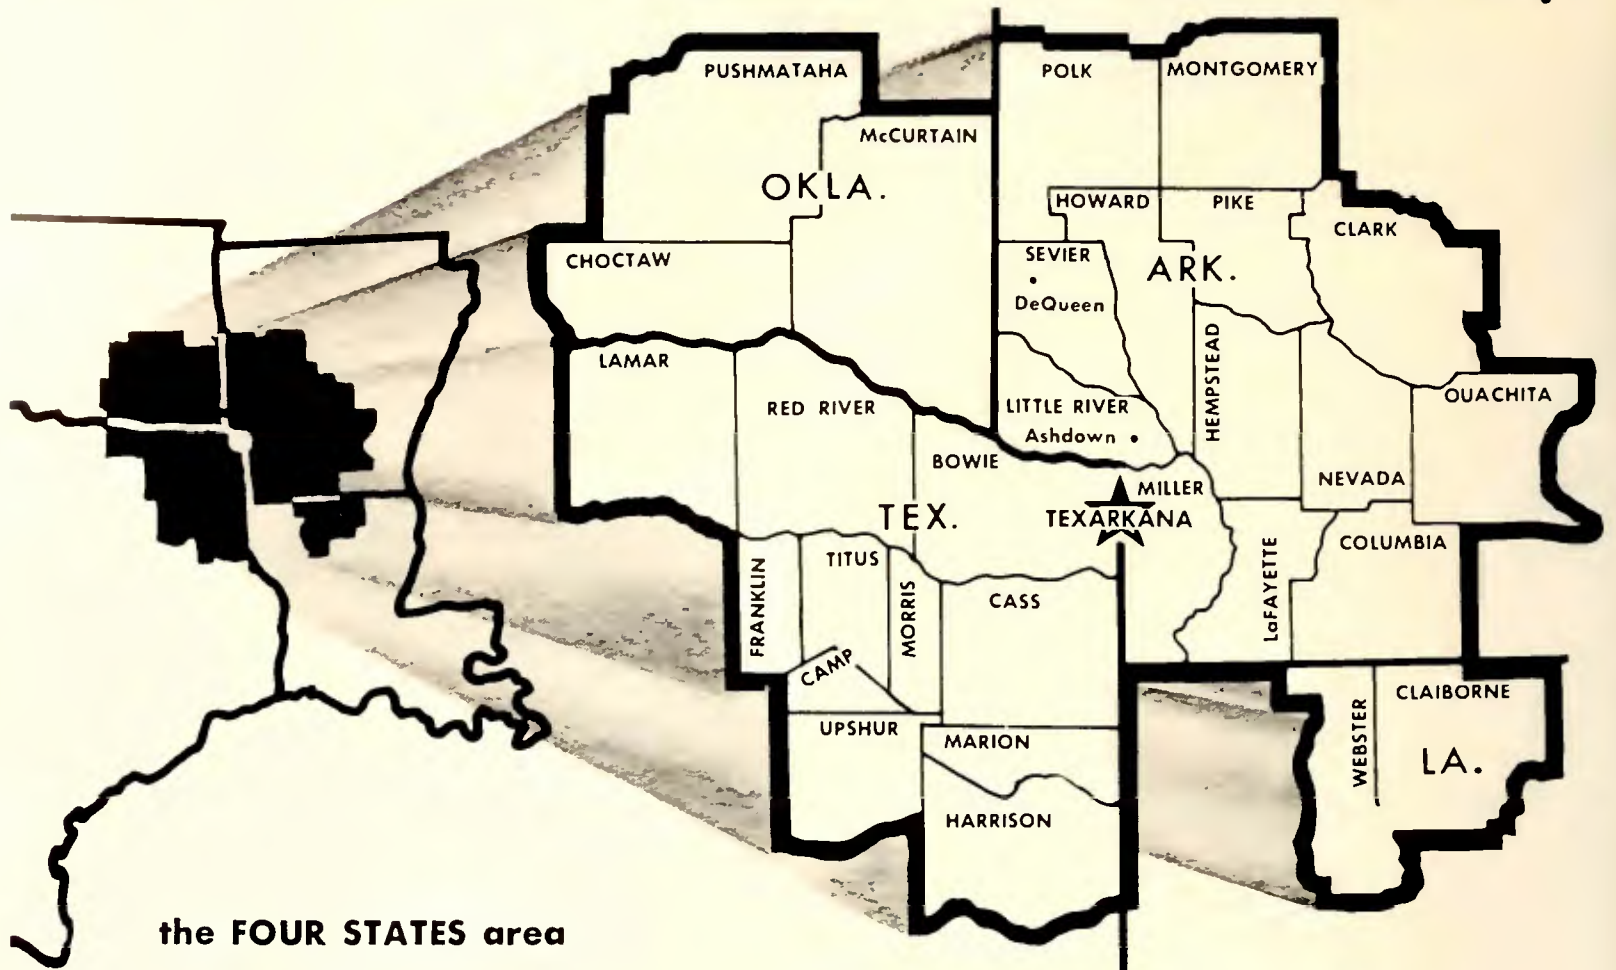 PUSHMATAHA
POLK
MONTGOMERY
McCURTAIN
OKLA.
HOWARD
PIKE
CLARK
CHOCTAW
SEVIER
ARK.
DeQueen
LAMAR
HEMPSTEAD
RED RIVER
LITTLE RIVER
OUACHITA
Ashdown
BOWIE
NEVADA
MILLER
TEX.
TEXARKANA
COLUMBIA
LaFAYETTE
TITUS
FRANKLIN
MORRIS
CASS
CAMP
CLAIBORNE
WEBSTER
UPSHUR
MARION
LA.
HARRISON
the FOUR STATES area